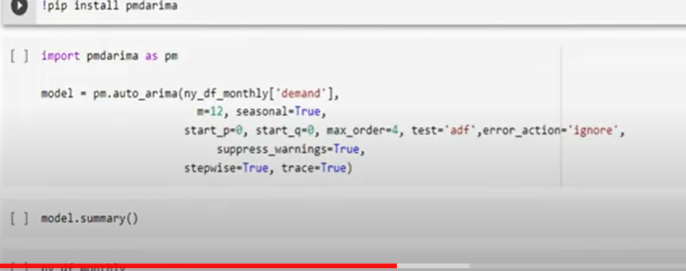 !pip install pmdarima
[ ] import pmdarima as pm
model = pm.auto_arima(ny_df_monthly['demand'],
m=12, seasonal=True,
start_p=0, start_q=0, max_order=4, test='adf',error_action='ignore',
suppress_warnings=True,
stepwise=True, trace=True)
[ ] model.summary()
[ ] ny_df_monthly